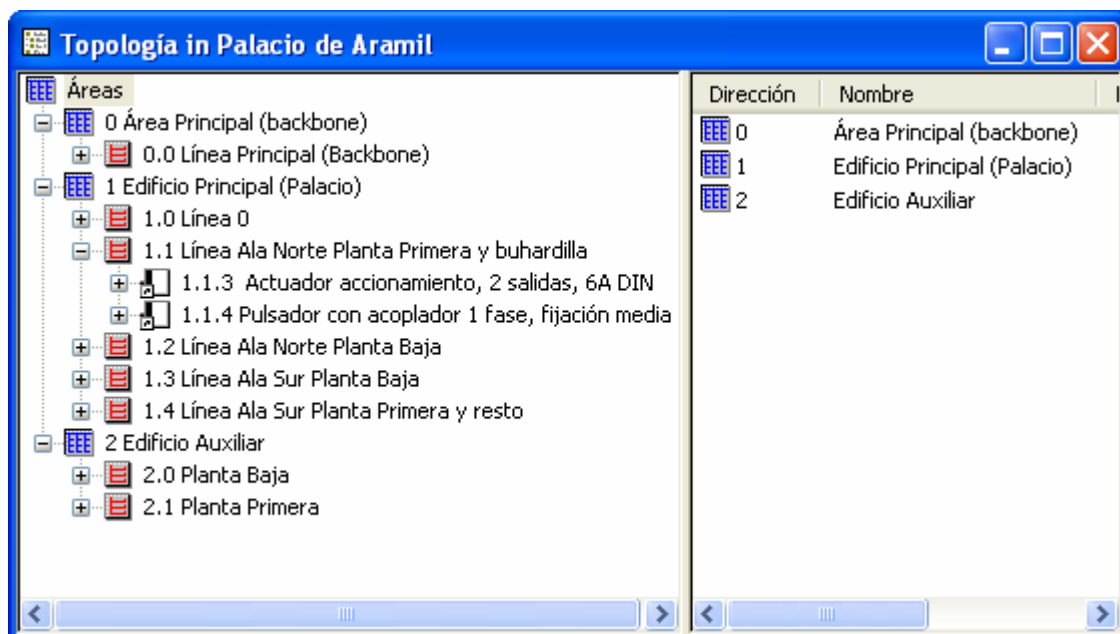 Topología in Palacio de Aramil
Áreas
0 Área Principal (backbone)
0.0 Línea Principal (Backbone)
1 Edificio Principal (Palacio)
1.0 Línea 0
1.1 Línea Ala Norte Planta Primera y buhardilla
1.1.3 Actuador accionamiento, 2 salidas, 6A DIN
1.1.4 Pulsador con acoplador 1 fase, fijación media
1.2 Línea Ala Norte Planta Baja
1.3 Línea Ala Sur Planta Baja
1.4 Línea Ala Sur Planta Primera y resto
2 Edificio Auxiliar
2.0 Planta Baja
2.1 Planta Primera
Dirección Nombre
0 Área Principal (backbone)
1 Edificio Principal (Palacio)
2 Edificio Auxiliar